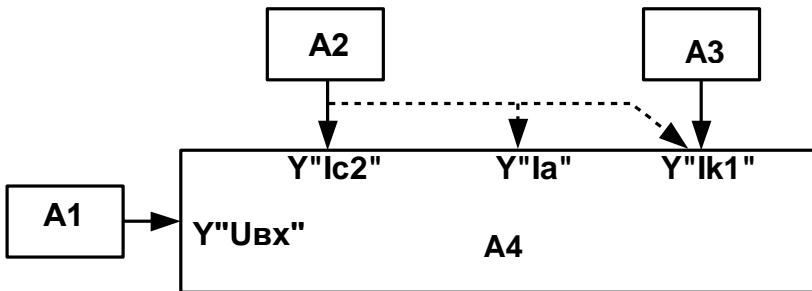 A2
A3
Y"Ic2"
Y"Ia"
Y"Ik1"
A1
Y"Uвх"
A4